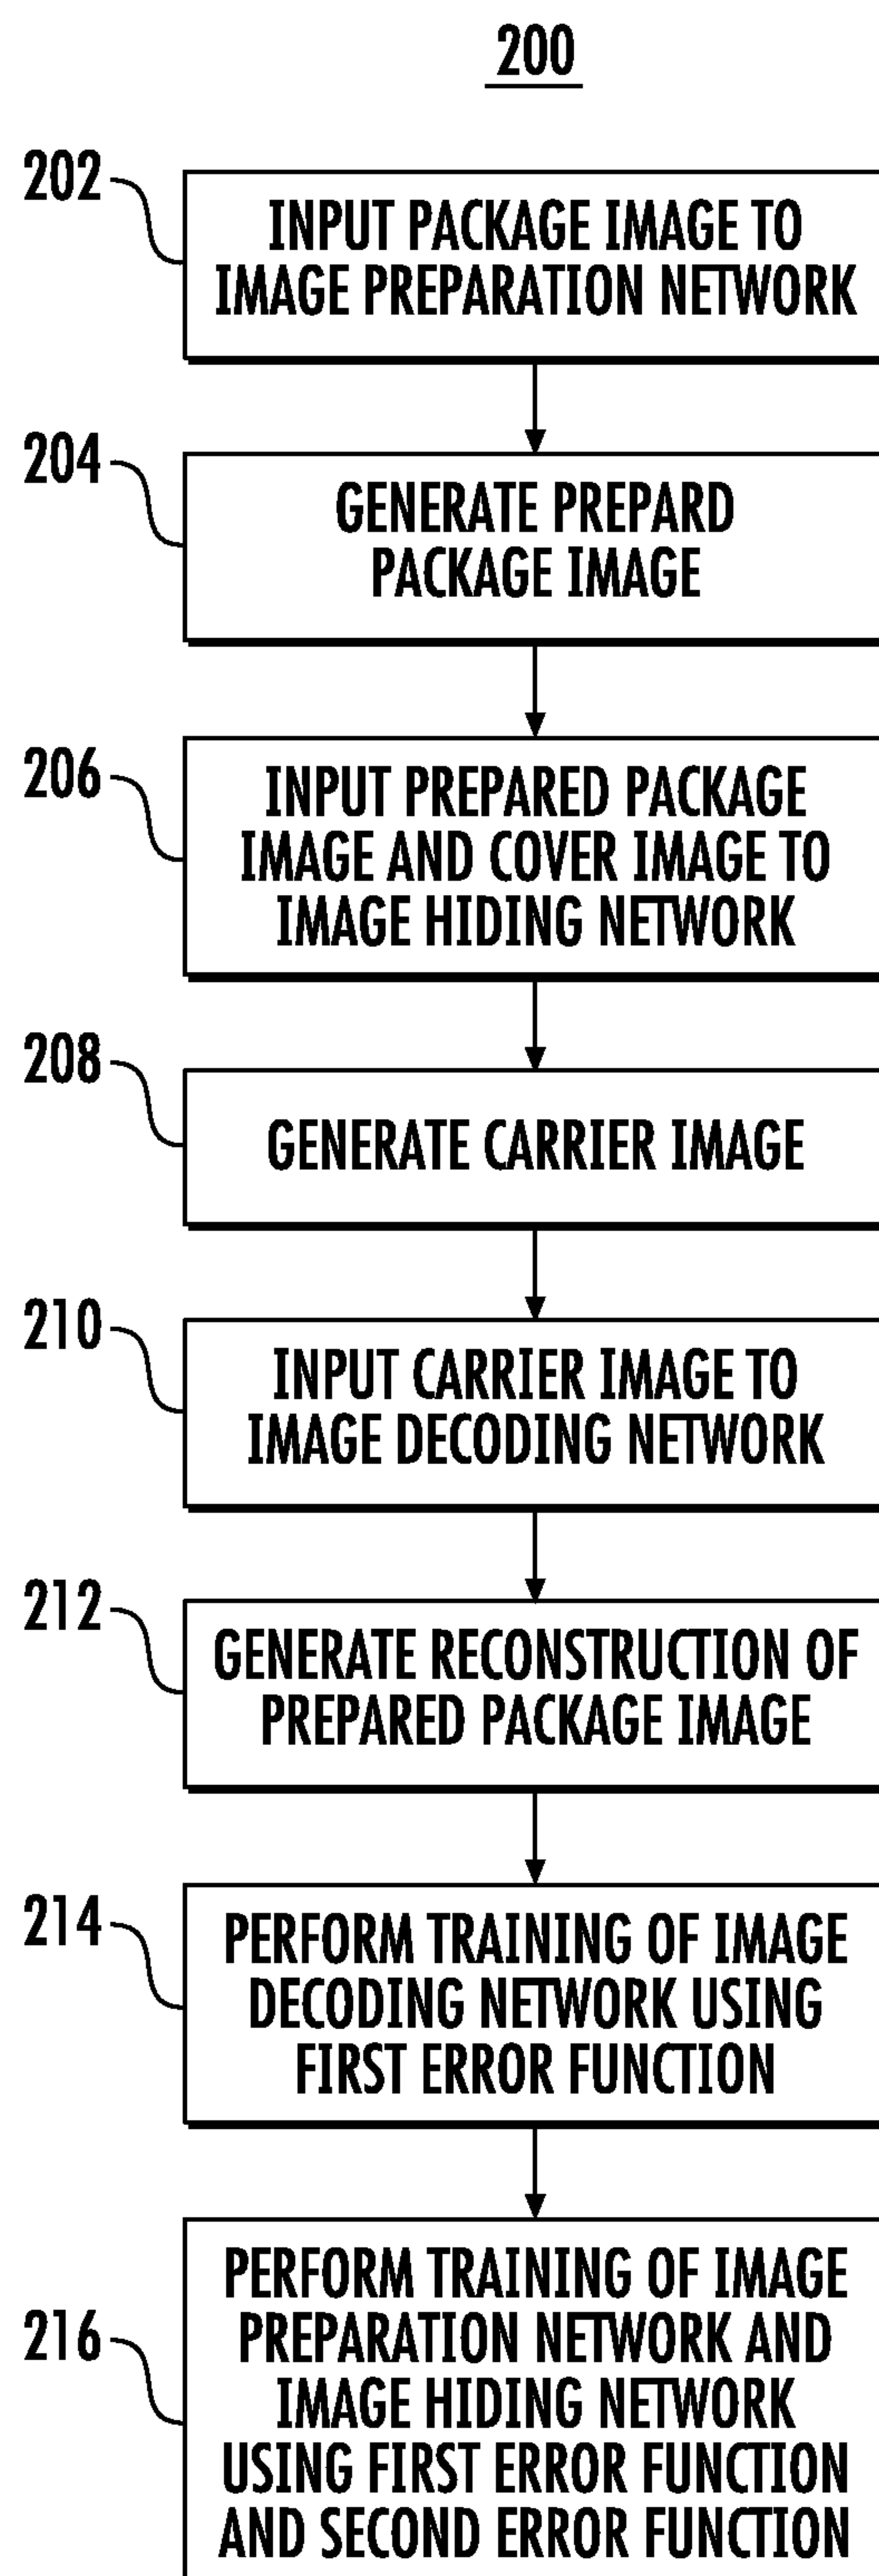 200
202
INPUT PACKAGE IMAGE TO
IMAGE PREPARATION NETWORK
204
GENERATE PREPARD
PACKAGE IMAGE
206
INPUT PREPARED PACKAGE
IMAGE AND COVER IMAGE TO
IMAGE HIDING NETWORK
208
GENERATE CARRIER IMAGE
210
INPUT CARRIER IMAGE TO
IMAGE DECODING NETWORK
212
GENERATE RECONSTRUCTION OF
PREPARED PACKAGE IMAGE
214
PERFORM TRAINING OF IMAGE
DECODING NETWORK USING
FIRST ERROR FUNCTION
216
PERFORM TRAINING OF IMAGE
PREPARATION NETWORK AND
IMAGE HIDING NETWORK
USING FIRST ERROR FUNCTION
AND SECOND ERROR FUNCTION